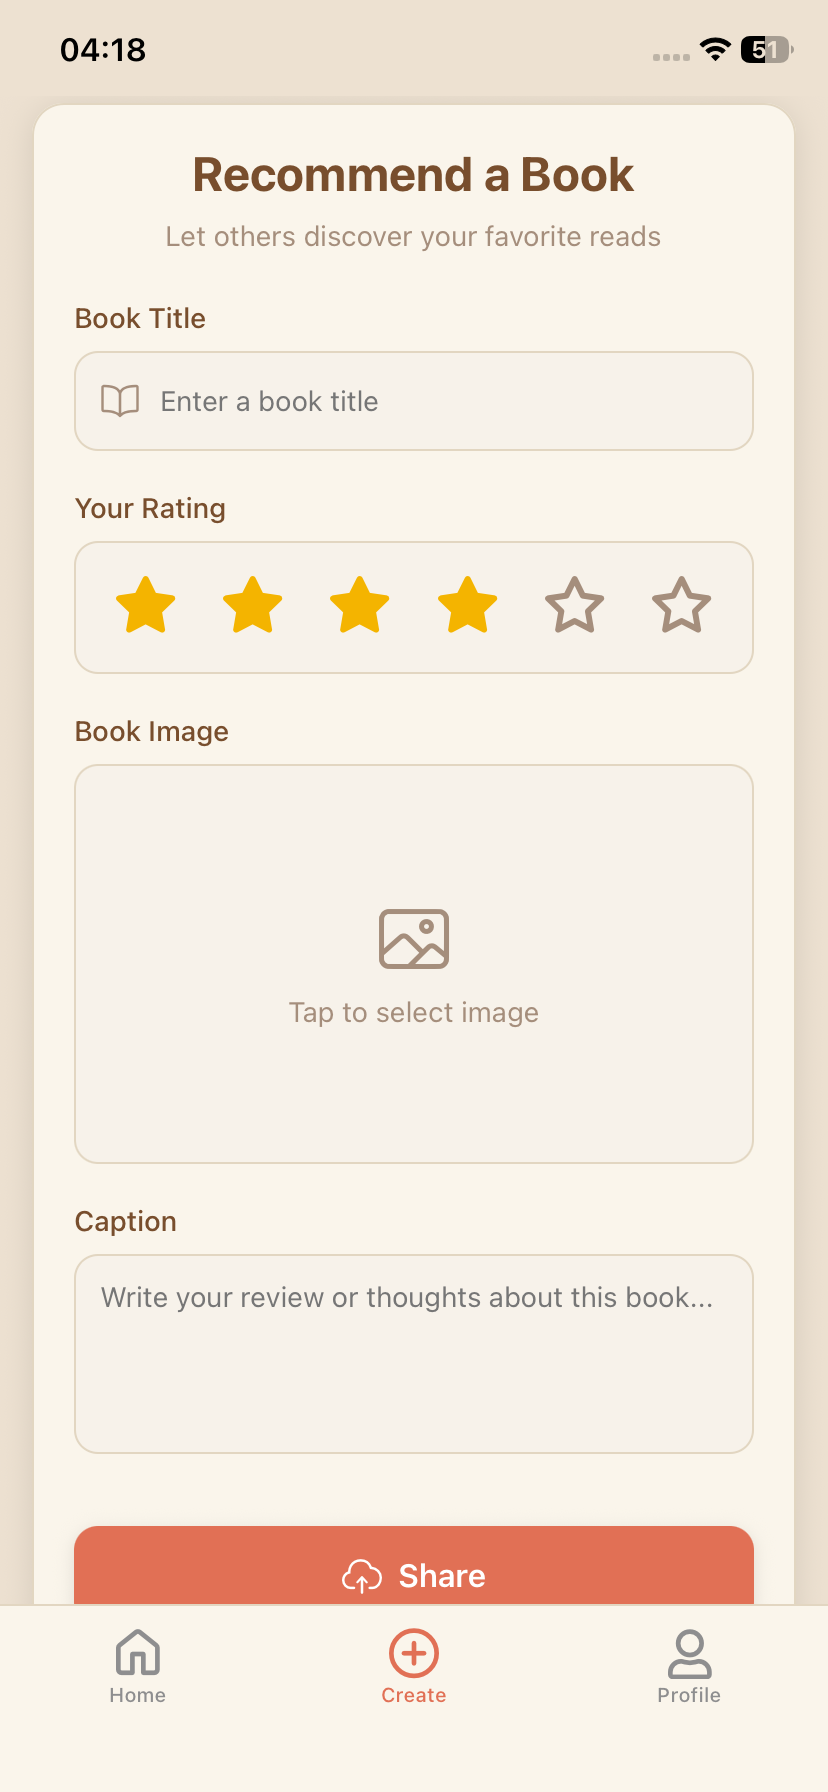 04:18
51
Recommend a Book
Let others discover your favorite reads
Book Title
Enter a book title
Your Rating
Book Image
Tap to select image
Caption
Write your review or thoughts about this book...
Share
Home
Create
Profile